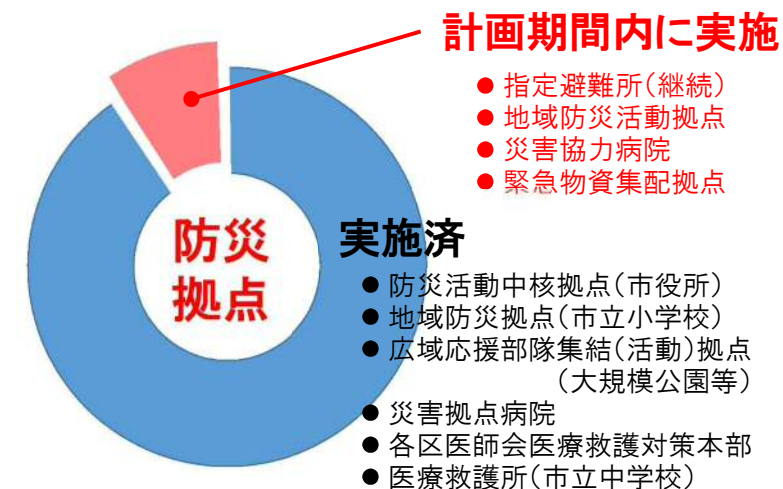 計画期間内に実施
● 指定避難所(継続)
● 地域防災活動拠点
● 災害協力病院
● 緊急物資集配拠点
防災
拠点
実施済
● 防災活動中核拠点(市役所)
● 地域防災拠点(市立小学校)
● 広域応援部隊集結(活動)拠点
(大規模公園等)
● 災害拠点病院
● 各区医師会医療救護対策本部
● 医療救護所(市立中学校)